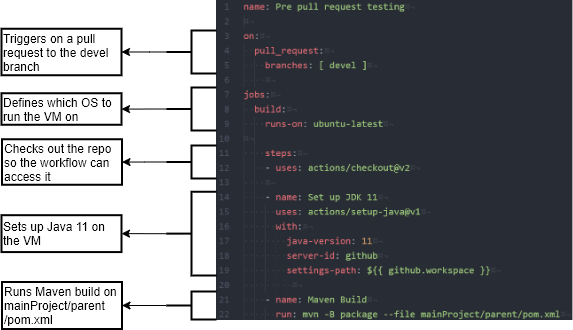 Triggers on a pull
request to the devel
branch
Defines which OS to
run the VM on
Checks out the repo
so the workflow can
access it
Sets up Java 11 on
the VM
Runs Maven build on
mainProject/parent
/pom.xml
1 name: Pre pull request testing
2
3 on:
4 pull_request:
5 branches: [ devel ]
6
7 jobs:
8 build:
9 runs-on: ubuntu-latest
10
11 steps:
12 - uses: actions/checkout@v2
13
14 - name: Set up JDK 11
15 uses: actions/setup-java@v1
16 with:
17 java-version: 11
18 server-id: github
19 settings-path: ${{ github.workspace }}
20
21 - name: Maven Build
22 run: mvn -B package --file mainProject/parent/pom.xml